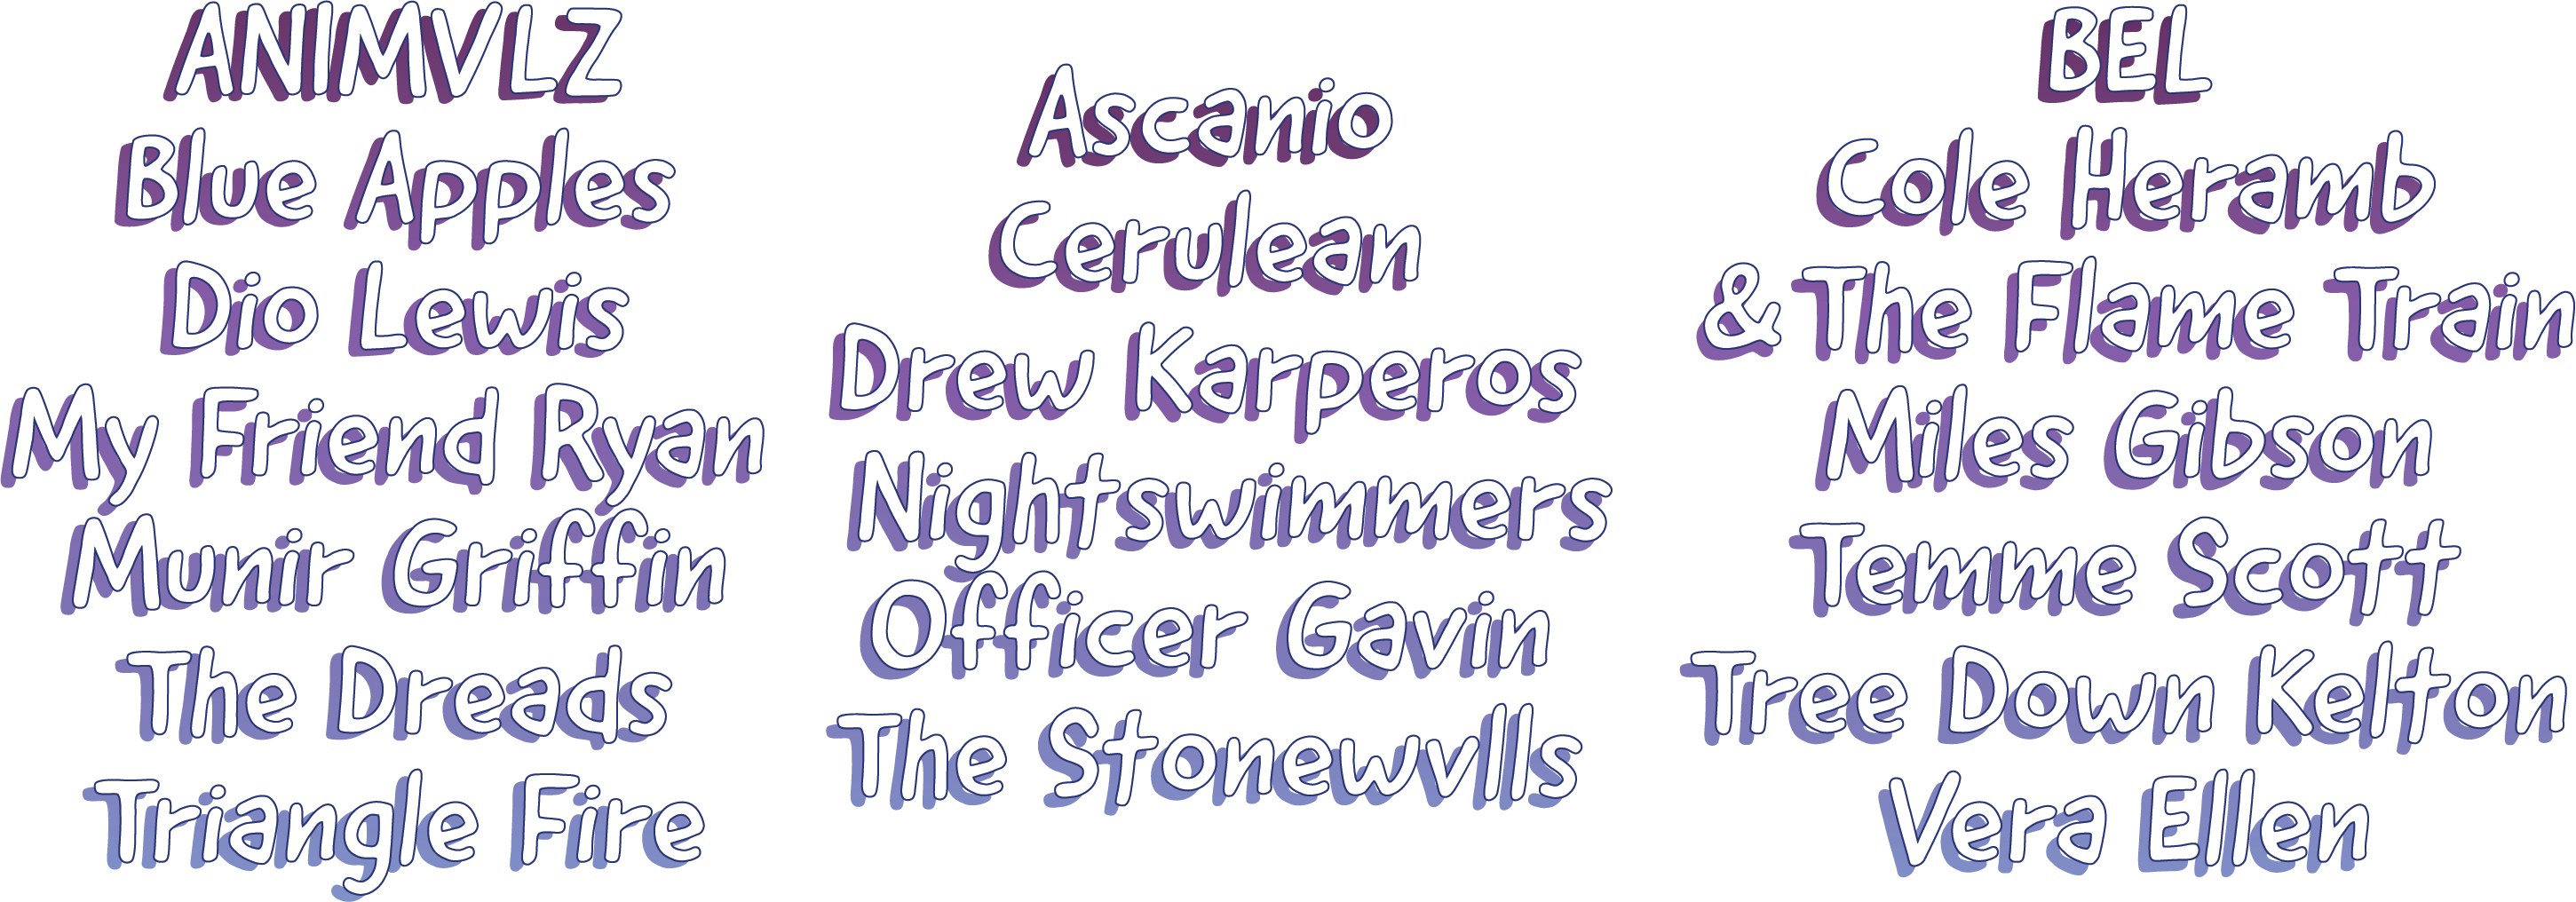 ANIMVLZ
Blue Apples
Dio Lewis
My Friend Ryan
Munir Griffin
The Dreads
Triangle Fire
Ascanio
Cerulean
Drew Karperos
Nightswimmers
Officer Gavin
The Stonewvlls
BEL
Cole Heramb
& The Flame Train
Miles Gibson
Temme Scott
Tree Down Kelton
Vera Ellen